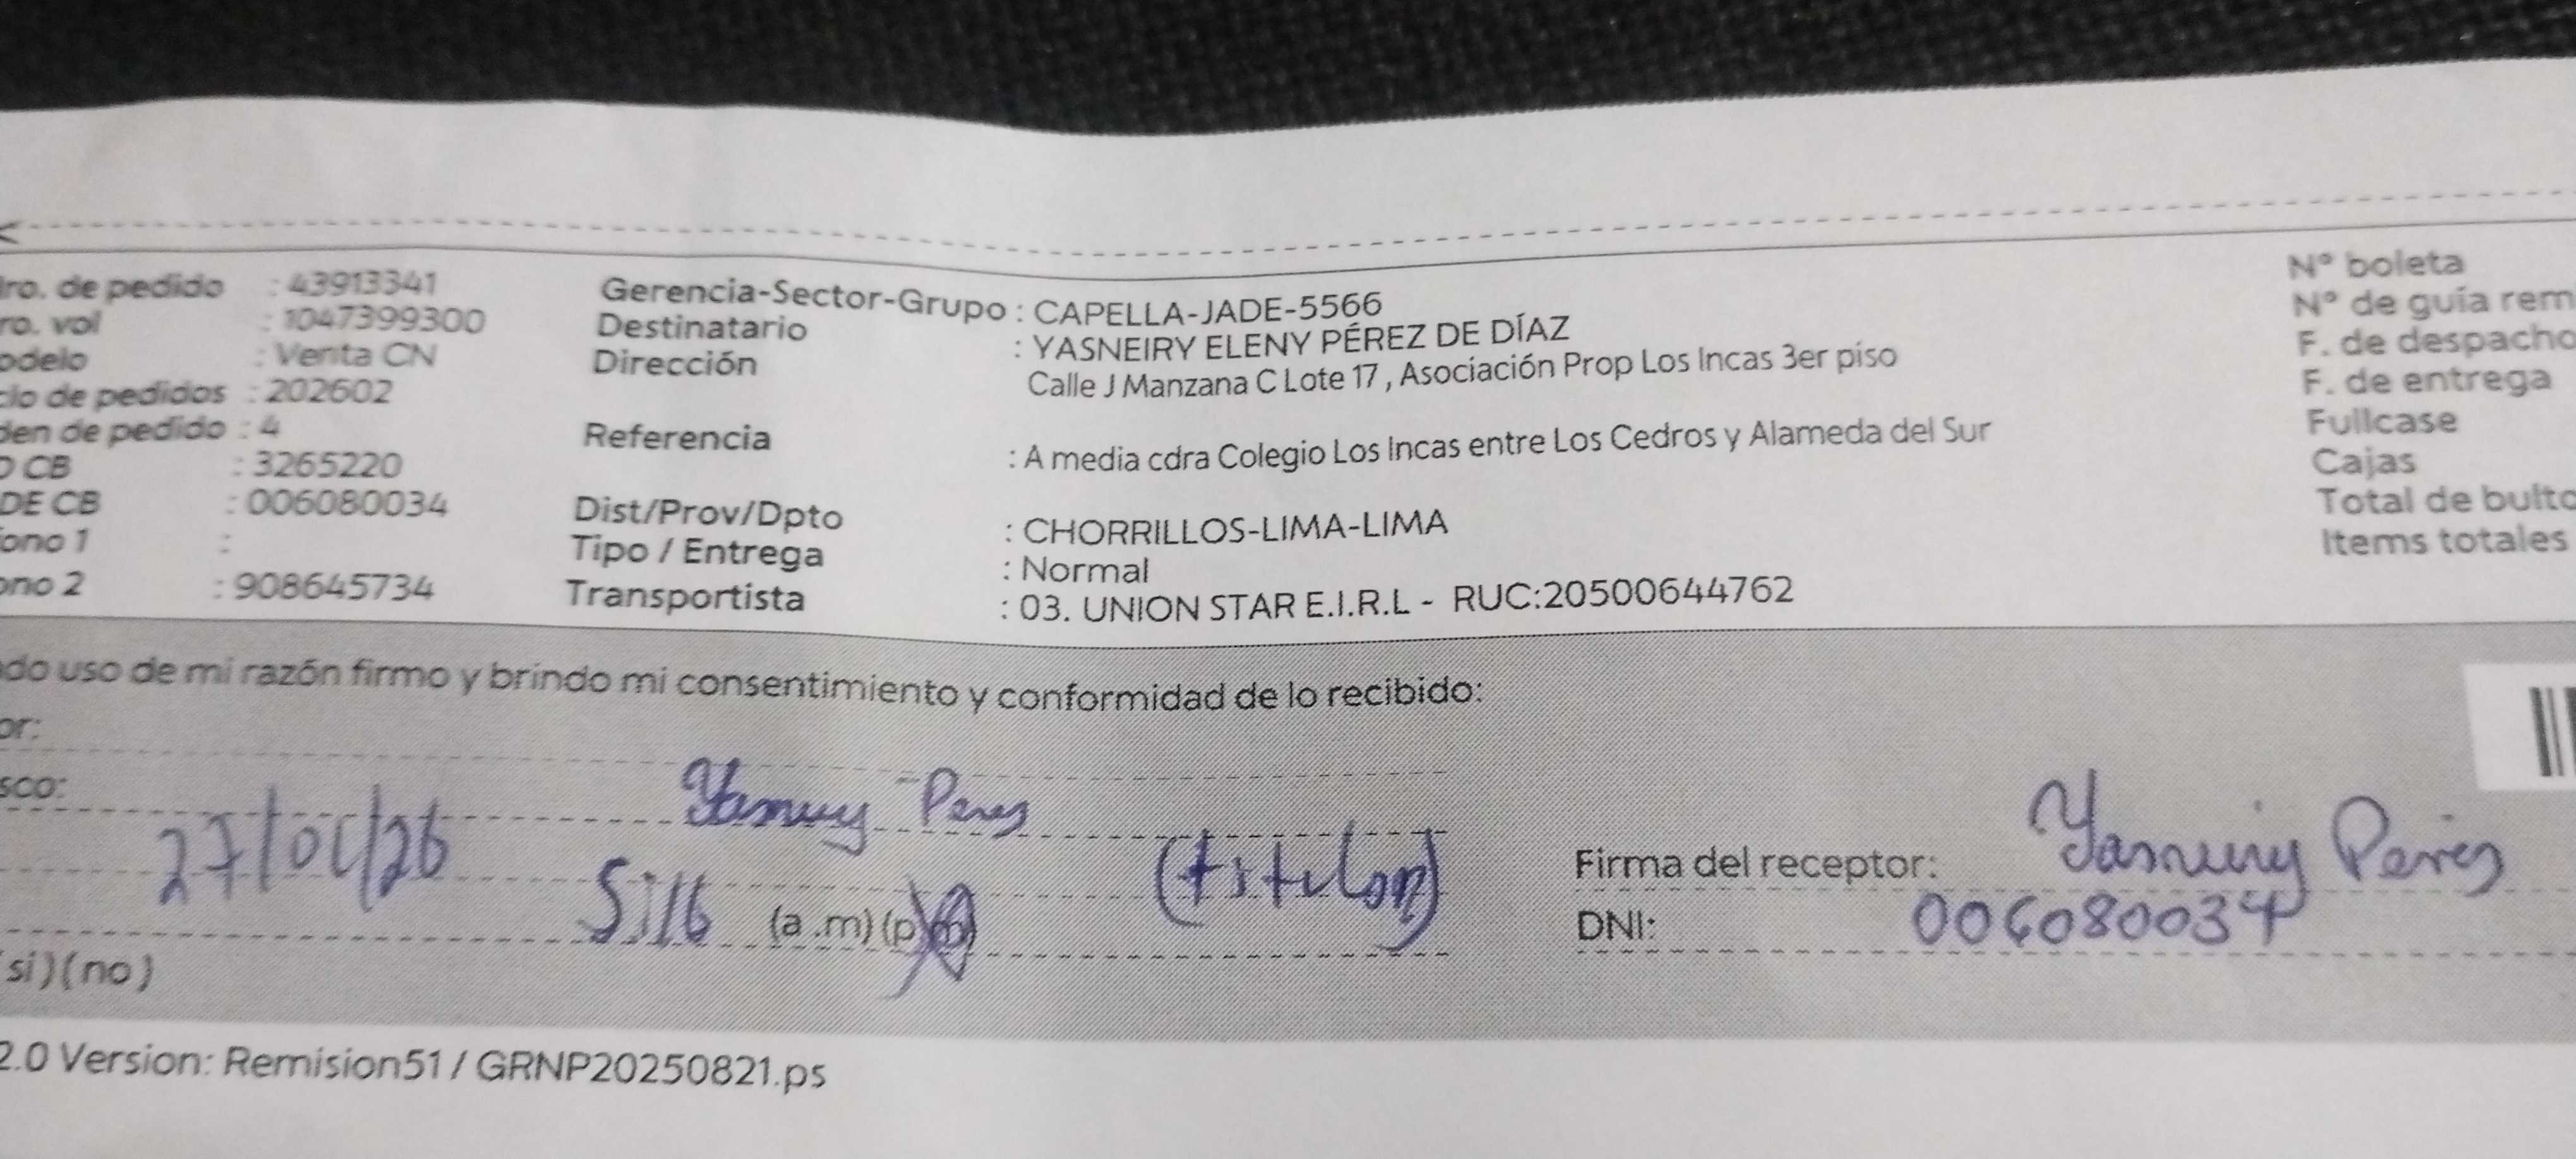 ro. de pedido : 43913341
ro. vol : 1047399300
odelo : Venta CN
clo de pedidos : 202602
den de pedido : 4
O CB : 3265220
DE CB : 006080034
ono 1 :
ono 2 : 908645734
Gerencia-Sector-Grupo : CAPELLA-JADE-5566
Destinatario : YASNEIRY ELENY PÉREZ DE DÍAZ
Dirección : Calle J Manzana C Lote 17 , Asociación Prop Los Incas 3er piso
Referencia : A media cdra Colegio Los Incas entre Los Cedros y Alameda del Sur
Dist/Prov/Dpto : CHORRILLOS-LIMA-LIMA
Tipo / Entrega : Normal
Transportista : 03. UNION STAR E.I.R.L - RUC:20500644762
N° boleta
N° de guía rem
F. de despacho
F. de entrega
Fullcase
Cajas
Total de bulto
Items totales
do uso de mi razón firmo y brindo mi consentimiento y conformidad de lo recibido:
or:
sco: Perez
27/01/26
(a .m) (p.m)
Firma del receptor: Perez
DNI: 006080034
si ) ( no )
2.0 Version: Remision51 / GRNP20250821.ps